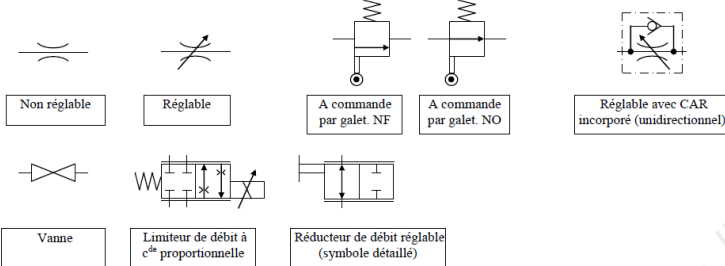 Non réglable
Réglable
A commande
par galet. NF
A commande
par galet. NO
Réglable avec CAR
incorporé (unidirectionnel)
Vanne
Limiteur de débit à
cde proportionnelle
Réducteur de débit réglable
(symbole détaillé)